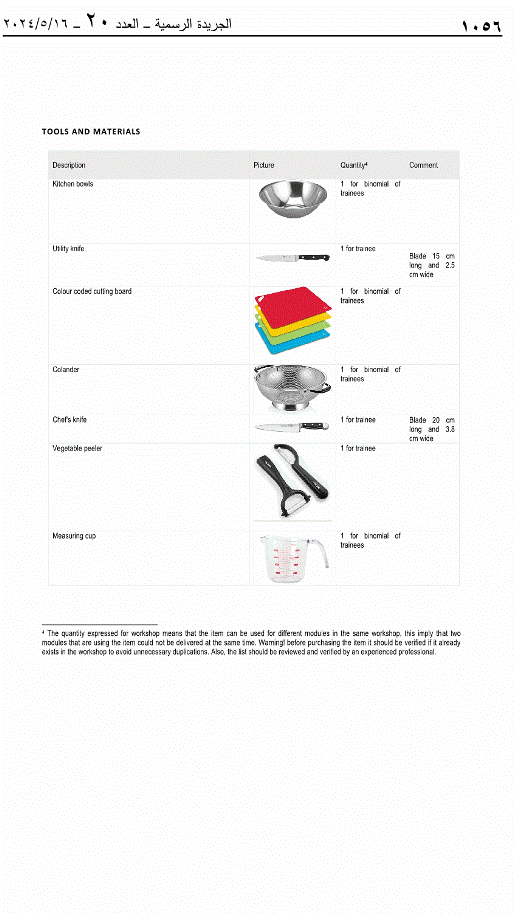 ١٠٥٦ الجريدة الرسمية – العدد ٢٠ – ٢٠٢٤/٥/١٦
TOOLS AND MATERIALS
Description Picture Quantity⁴ Comment
Kitchen bowls 1 for binomial of
trainees
Utility knife 1 for trainee
Blade 15 cm
long and 2.5
cm wide
Colour coded cutting board 1 for binomial of
trainees
Colander 1 for binomial of
trainees
Chef's knife 1 for trainee Blade 20 cm
long and 3.8
cm wide
Vegetable peeler 1 for trainee
Measuring cup 1 for binomial of
trainees
⁴ The quantity expressed for workshop means that the item can be used for different modules in the same workshop, this imply that two
modules that are using the item could not be delivered at the same time. Warning! before purchasing the item it should be verified if it already
exists in the workshop to avoid unnecessary duplications. Also, the list should be reviewed and verified by an experienced professional.